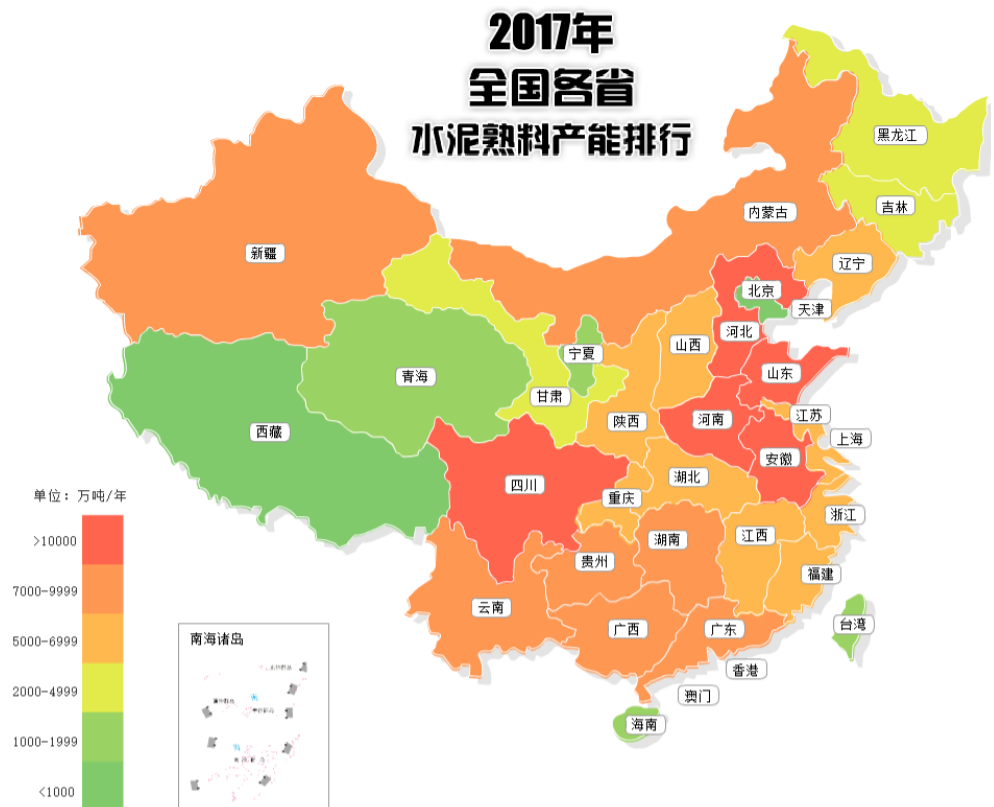 2017年
全国各省
水泥熟料产能排行
黑龙江
吉林
内蒙古
辽宁
新疆
北京
天津
河北
山西
宁夏
山东
青海
甘肃
江苏
陕西
河南
西藏
上海
安徽
四川
湖北
重庆
浙江
江西
湖南
贵州
福建
云南
台湾
广西
广东
香港
澳门
海南
单位：万吨/年
>10000
7000-9999
5000-6999
2000-4999
1000-1999
<1000
南海诸岛